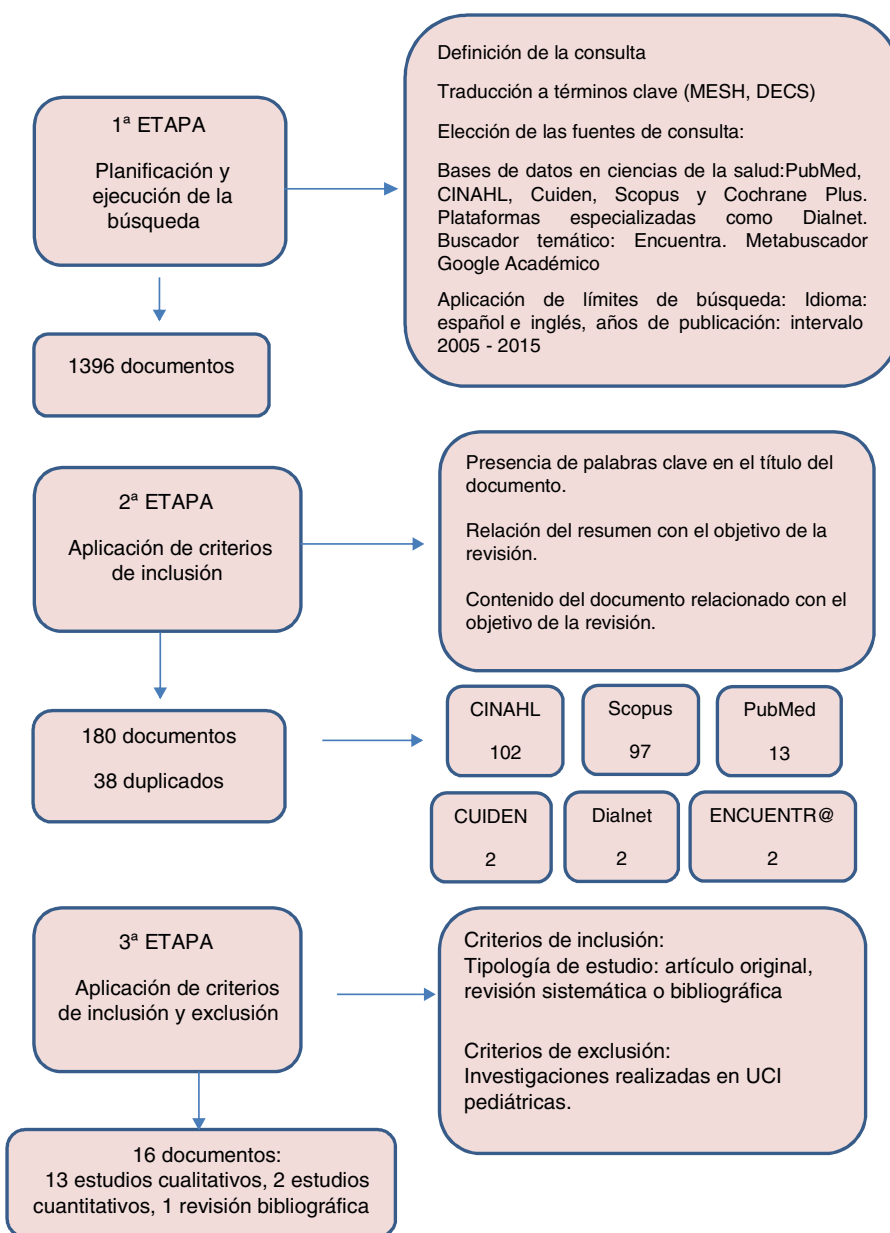 1ª ETAPA
Planificación y
ejecución de la
búsqueda
Definición de la consulta
Traducción a términos clave (MESH, DECS)
Elección de las fuentes de consulta:
Bases de datos en ciencias de la salud:PubMed,
CINAHL, Cuiden, Scopus y Cochrane Plus.
Plataformas especializadas como Dialnet.
Buscador temático: Encuentra. Metabuscador
Google Académico
Aplicación de límites de búsqueda: Idioma:
español e inglés, años de publicación: intervalo
2005 - 2015
1396 documentos
2ª ETAPA
Aplicación de criterios
de inclusión
Presencia de palabras clave en el título del
documento.
Relación del resumen con el objetivo de la
revisión.
Contenido del documento relacionado con el
objetivo de la revisión.
180 documentos
38 duplicados
CINAHL
102
Scopus
97
PubMed
13
CUIDEN
2
Dialnet
2
ENCUENTR@
2
3ª ETAPA
Aplicación de criterios
de inclusión y exclusión
Criterios de inclusión:
Tipología de estudio: artículo original,
revisión sistemática o bibliográfica
Criterios de exclusión:
Investigaciones realizadas en UCI
pediátricas.
16 documentos:
13 estudios cualitativos, 2 estudios
cuantitativos, 1 revisión bibliográfica